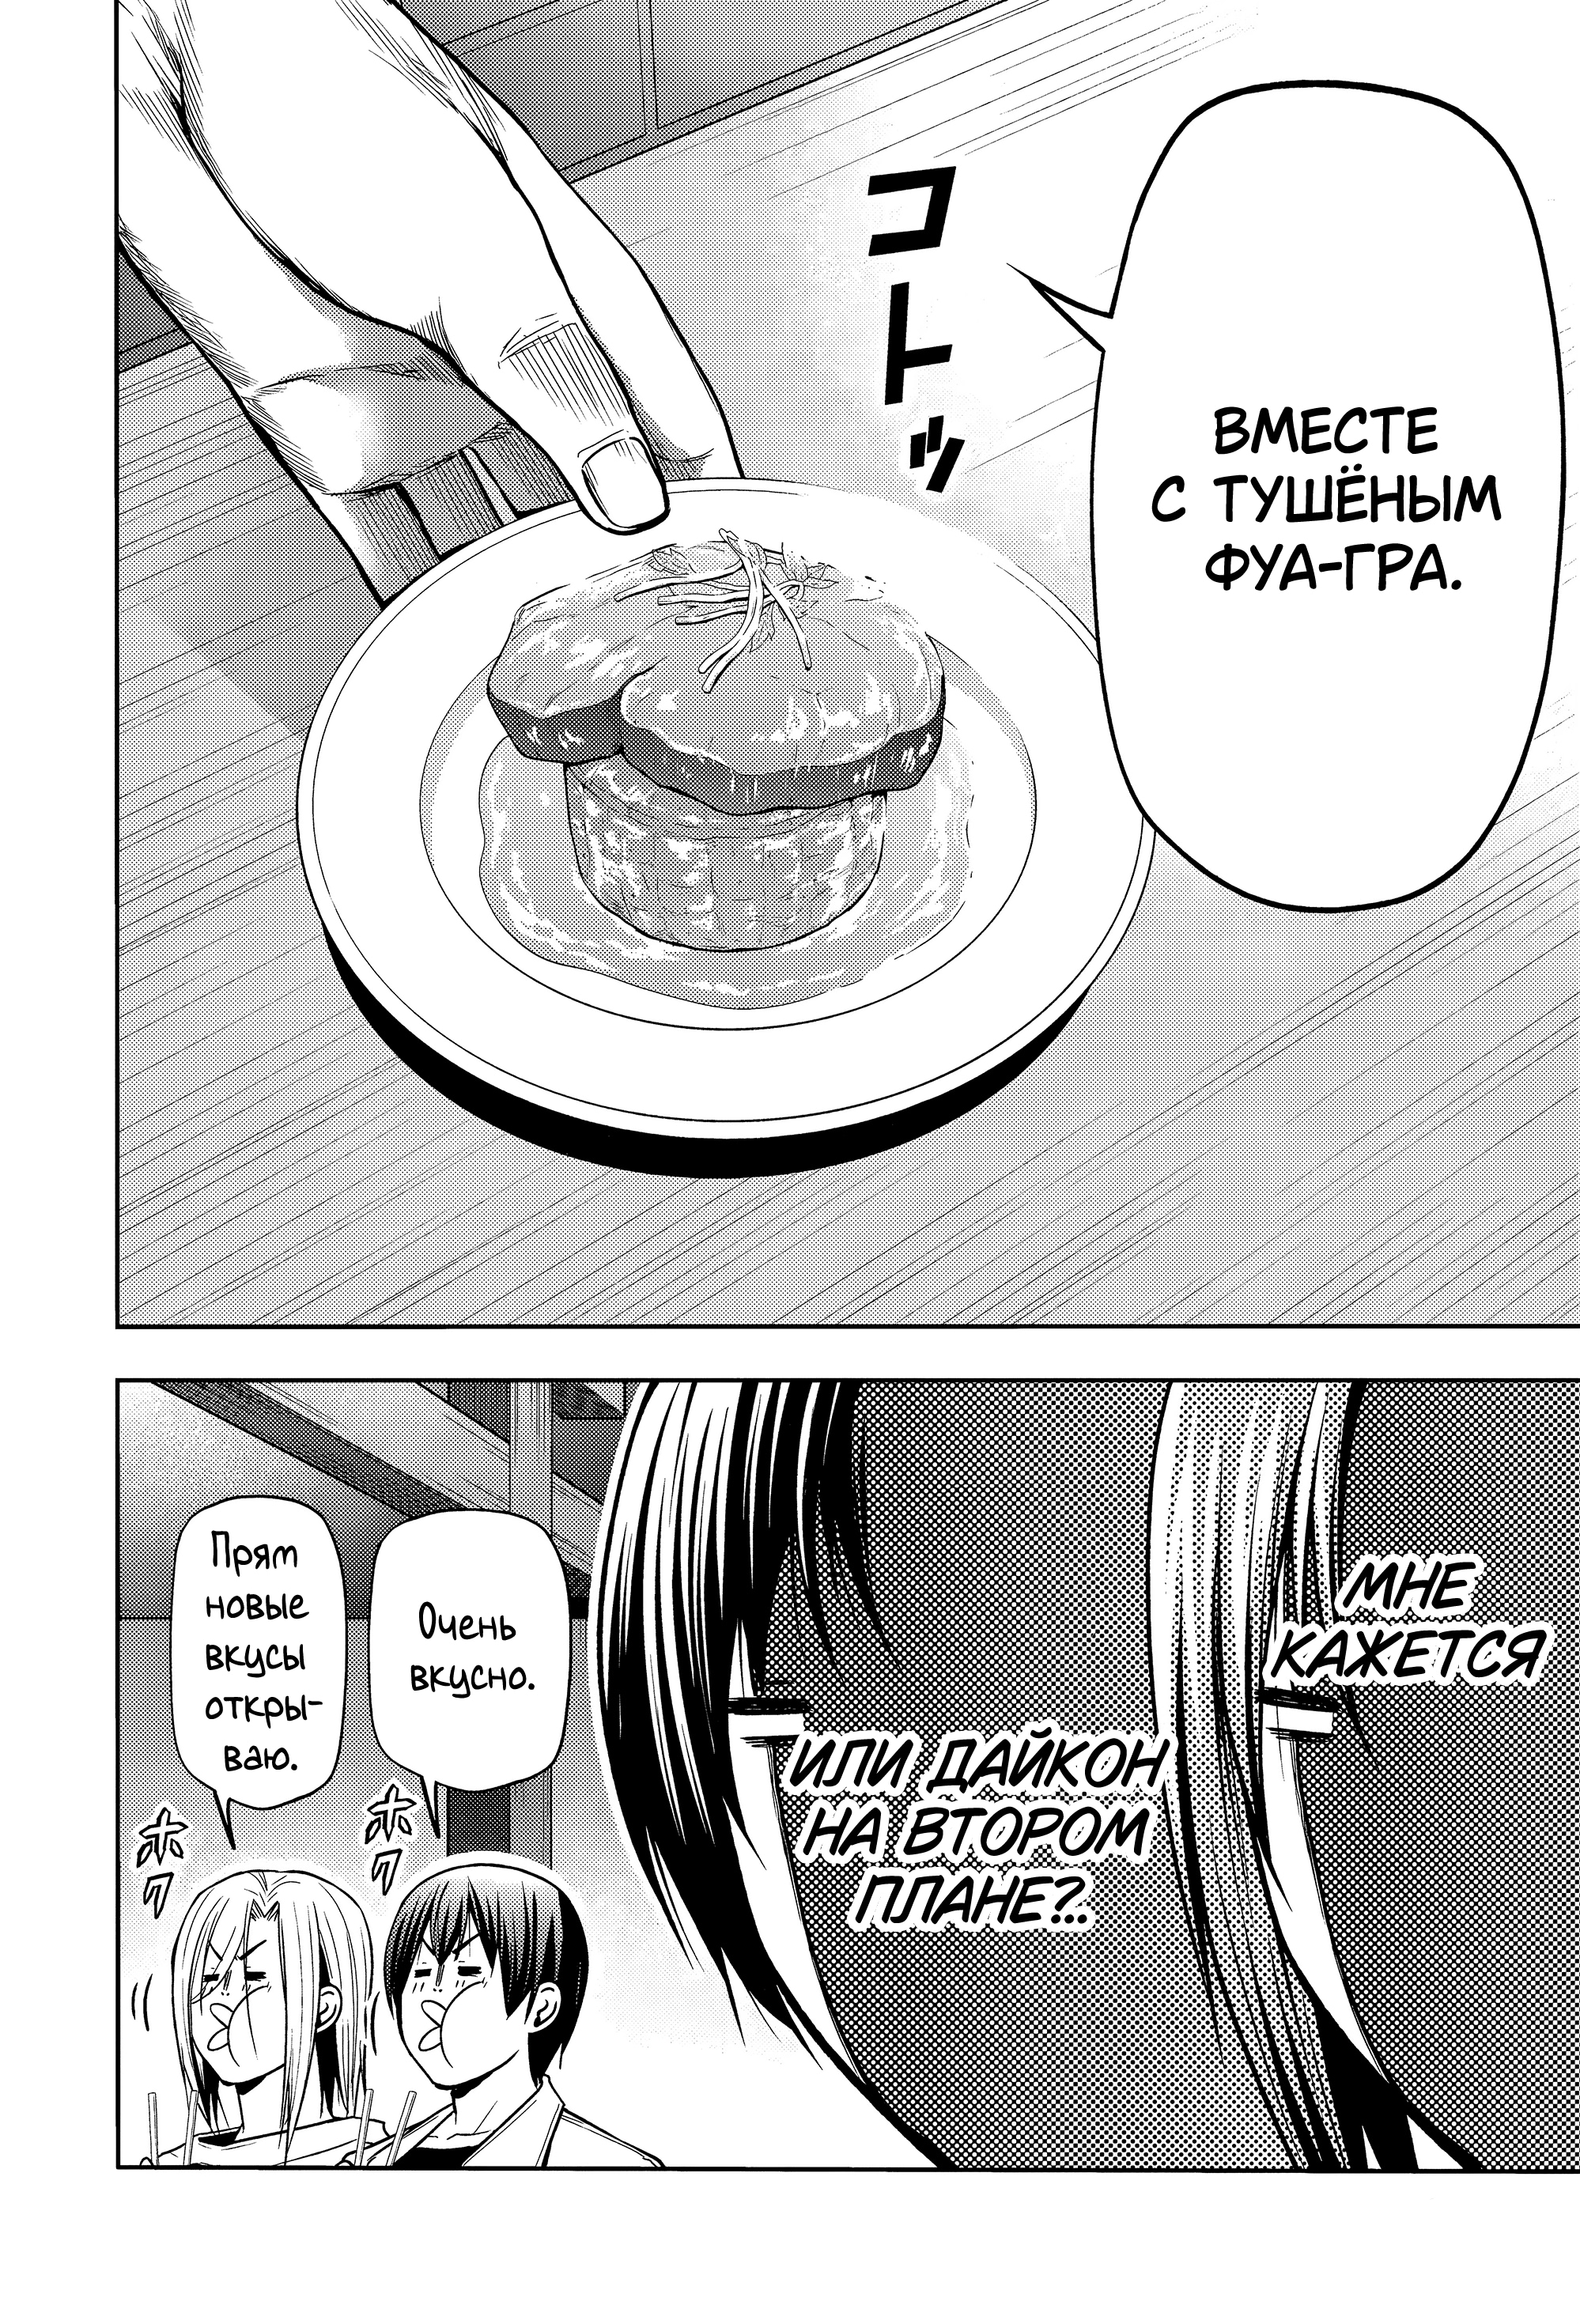 ВМЕСТЕ
С ТУШЁНЫМ
ФУА-ГРА.
コトッ
МНЕ
КАЖЕТСЯ
ИЛИ ДАЙКОН
НА ВТОРОМ
ПЛАНЕ?..
Очень
вкусно.
ホク
Прям
новые
вкусы
откры-
ваю.
ホク